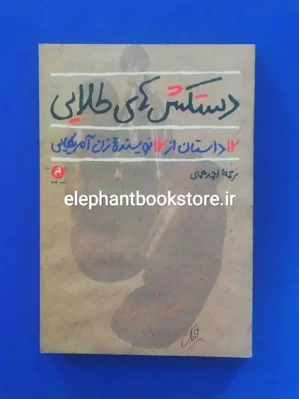 دستکش های طلایی
۱۲ داستان از ۱۲ نویسندهٔ زن آمریکایی
elephantbookstore.ir